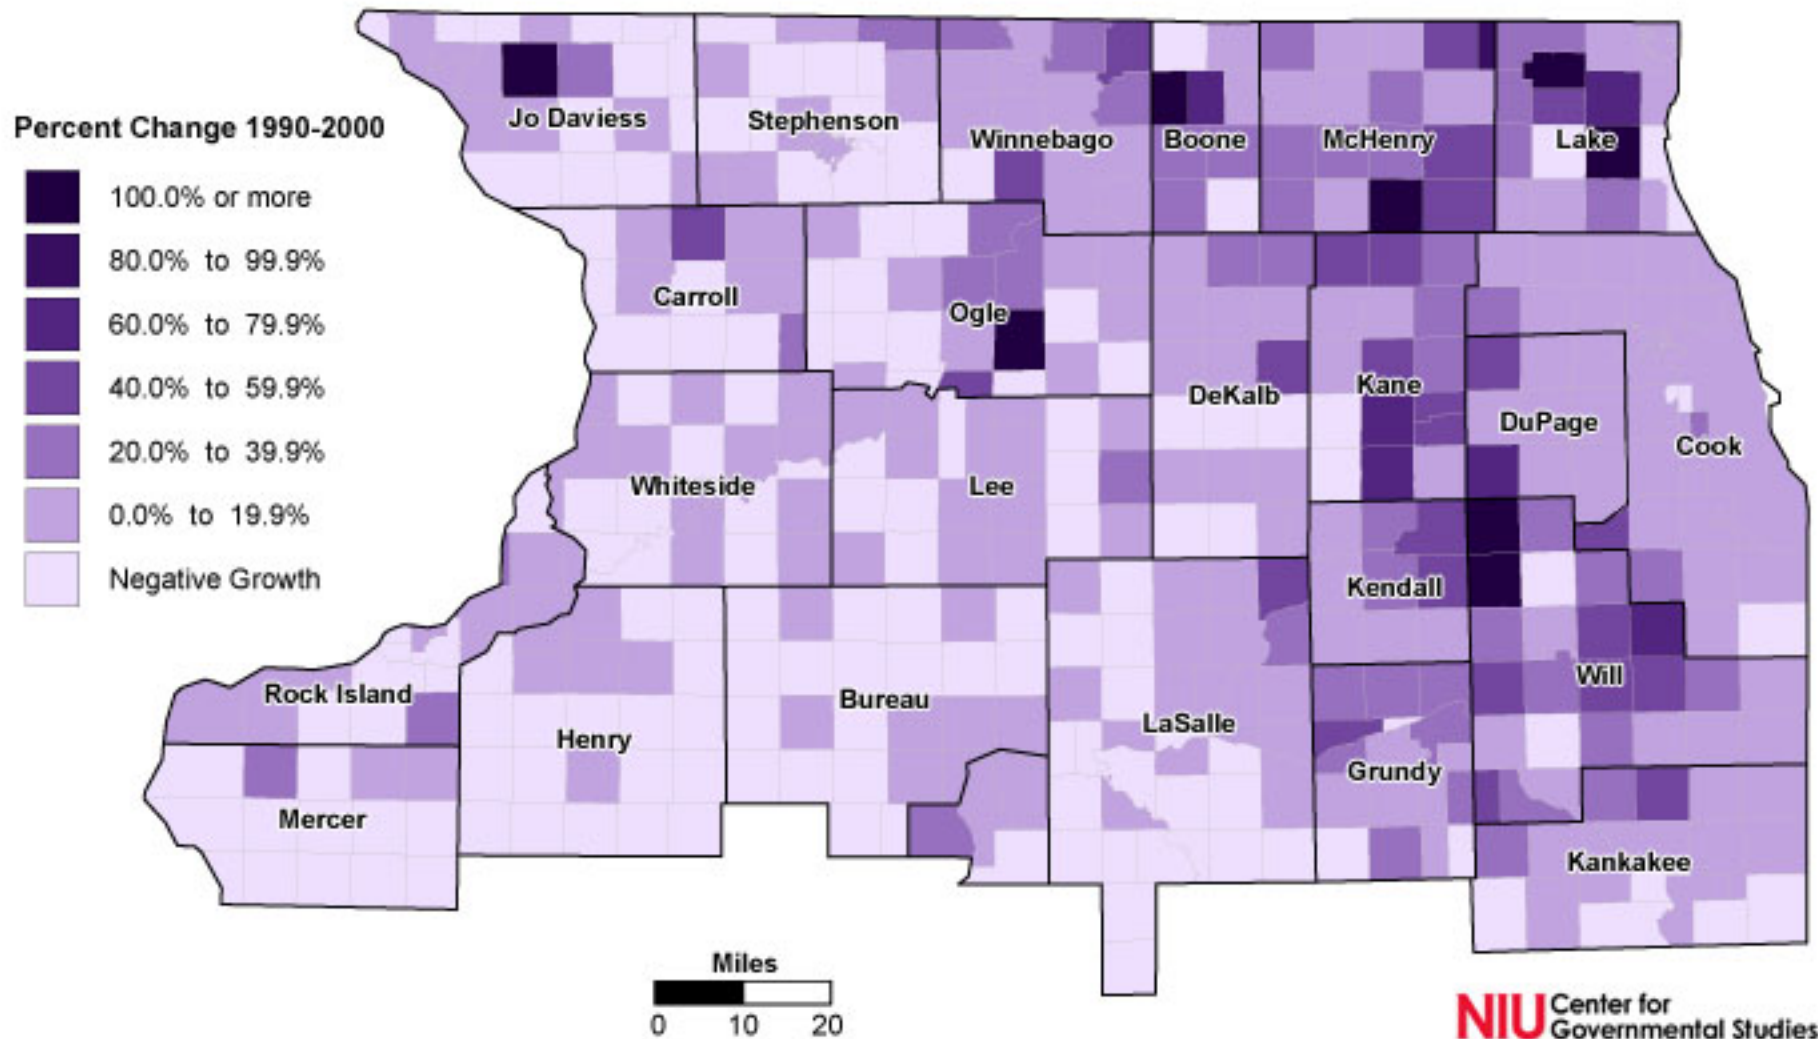 Percent Change 1990-2000
100.0% or more
80.0% to 99.9%
60.0% to 79.9%
40.0% to 59.9%
20.0% to 39.9%
0.0% to 19.9%
Negative Growth
Jo Daviess
Stephenson
Winnebago
Boone
McHenry
Lake
Carroll
Ogle
DeKalb
Kane
DuPage
Cook
Whiteside
Lee
Kendall
Rock Island
Henry
Bureau
LaSalle
Will
Grundy
Mercer
Kankakee
Miles
0 10 20
NIU Center for
Governmental Studies